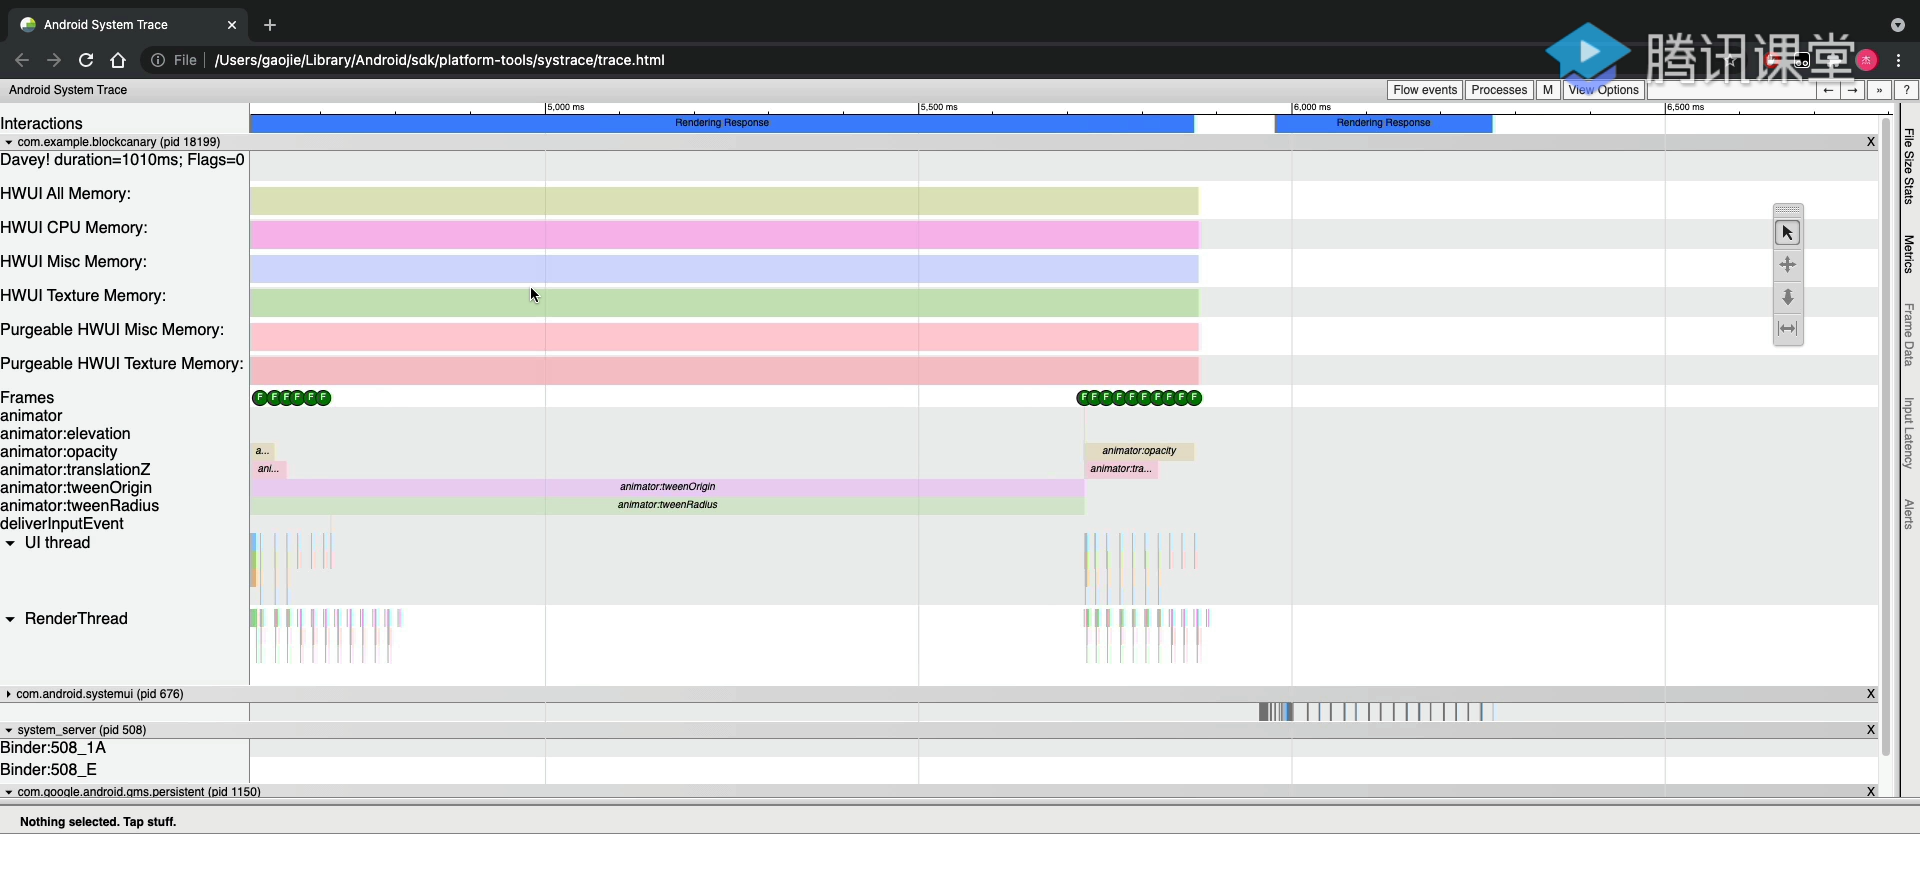 Android System Trace
File
/Users/gaojie/Library/Android/sdk/platform-tools/systrace/trace.html
腾讯课堂
杰
Android System Trace
Flow events
Processes
M
View Options
←
→
»
?
5,000 ms
5,500 ms
6,000 ms
6,500 ms
Interactions
Rendering Response
Rendering Response
com.example.blockcanary (pid 18199)
X
Davey! duration=1010ms; Flags=0
HWUI All Memory:
HWUI CPU Memory:
HWUI Misc Memory:
HWUI Texture Memory:
Purgeable HWUI Misc Memory:
Purgeable HWUI Texture Memory:
Frames
F F F F F F
F F F F F F F F F F
animator
animator:elevation
animator:opacity
a...
animator:opacity
animator:translationZ
ani...
animator:tra...
animator:tweenOrigin
animator:tweenOrigin
animator:tweenRadius
animator:tweenRadius
deliverInputEvent
UI thread
RenderThread
com.android.systemui (pid 676)
X
system_server (pid 508)
X
Binder:508_1A
Binder:508_E
com.google.android.gms.persistent (pid 1150)
X
File Size Stats
Metrics
Frame Data
Input Latency
Alerts
Nothing selected. Tap stuff.